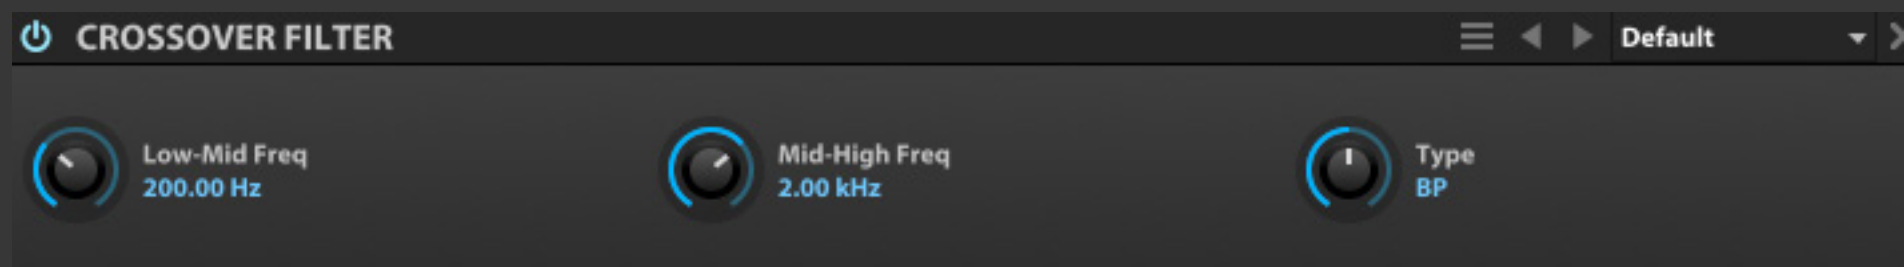 CROSSOVER FILTER
Default
Low-Mid Freq
200.00 Hz
Mid-High Freq
2.00 kHz
Type
BP